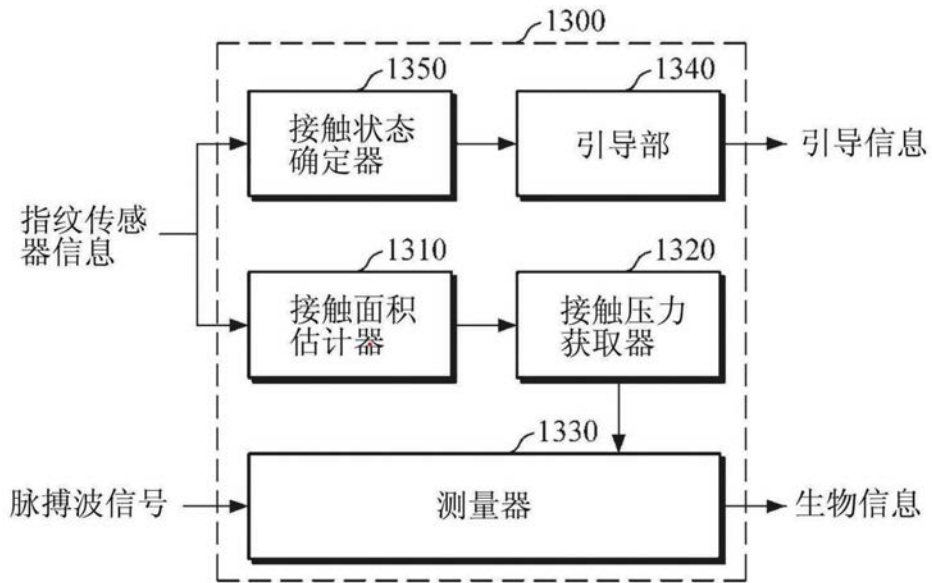 1300
1350
接触状态
确定器
1340
引导部
引导信息
指纹传感
器信息
1310
接触面积
估计器
1320
接触压力
获取器
1330
脉搏波信号
测量器
生物信息